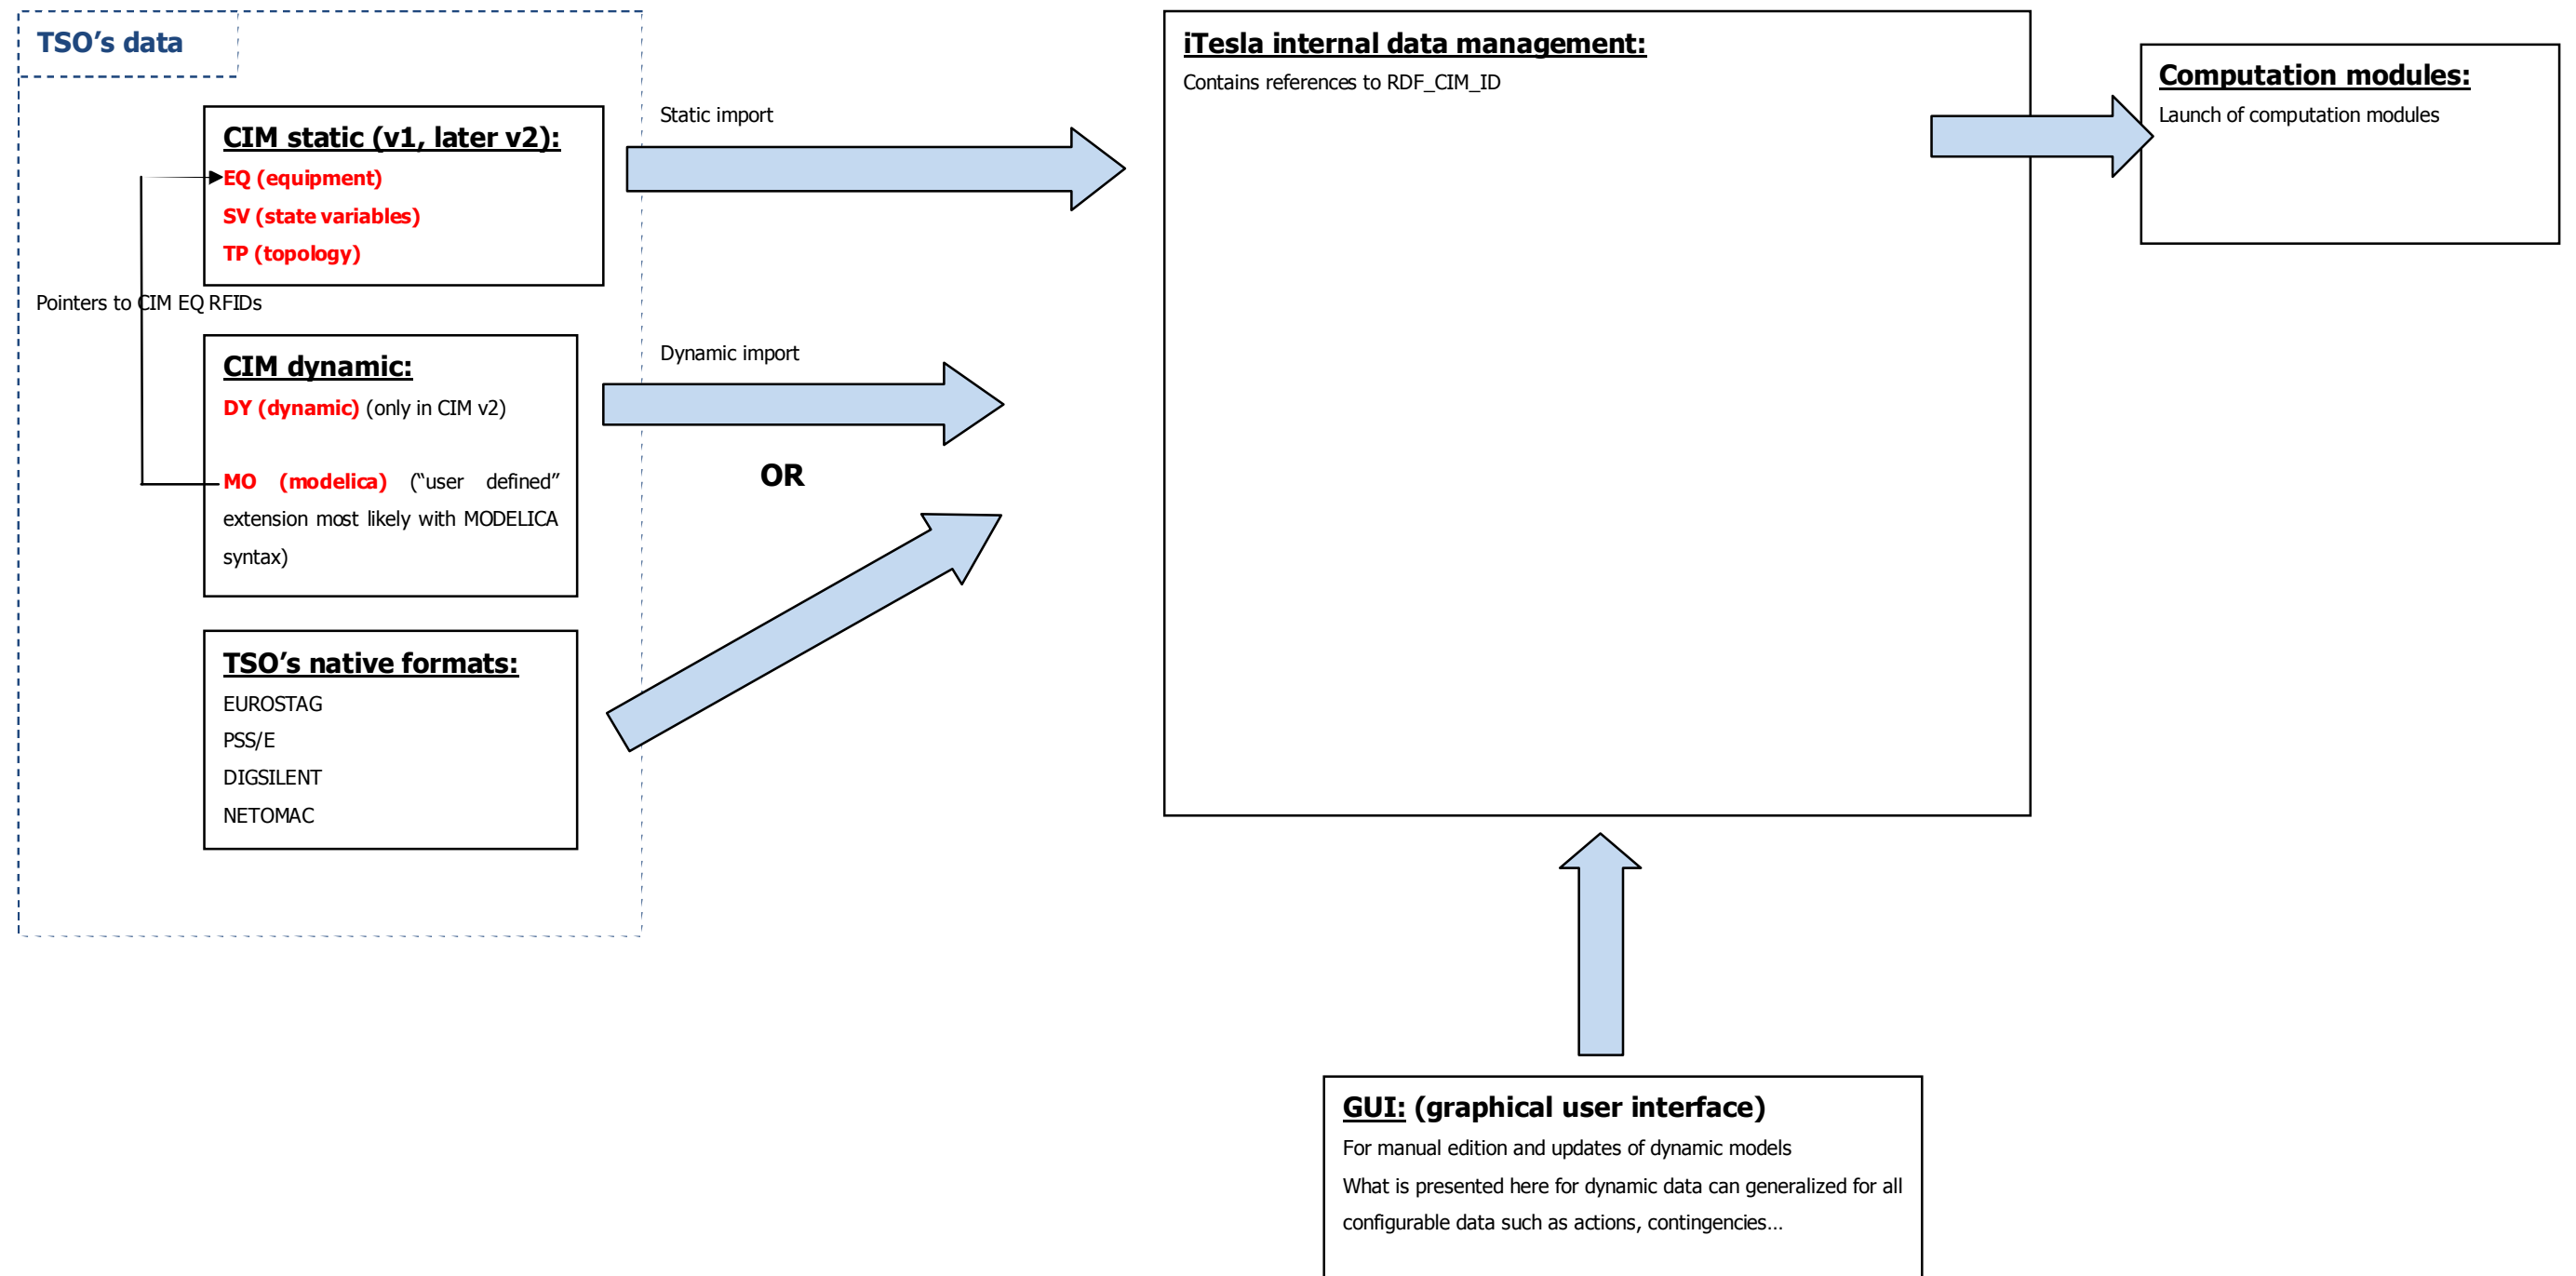 TSO’s data
CIM static (v1, later v2):
EQ (equipment)
SV (state variables)
TP (topology)
Pointers to CIM EQ RFIDs
CIM dynamic:
DY (dynamic) (only in CIM v2)
MO (modelica) (“user defined”
extension most likely with MODELICA
syntax)
TSO’s native formats:
EUROSTAG
PSS/E
DIGSILENT
NETOMAC
Static import
Dynamic import
OR
iTesla internal data management:
Contains references to RDF_CIM_ID
Computation modules:
Launch of computation modules
GUI: (graphical user interface)
For manual edition and updates of dynamic models
What is presented here for dynamic data can generalized for all
configurable data such as actions, contingencies…